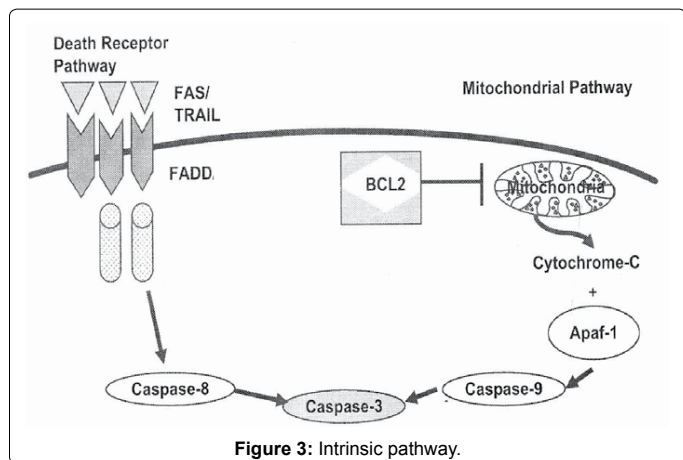 Death Receptor
Pathway
FAS/
TRAIL
Mitochondrial Pathway
FADD.
BCL2
Mitochondria
Cytochrome-C
+
Apaf-1
Caspase-8
Caspase-3
Caspase-9
Figure 3: Intrinsic pathway.